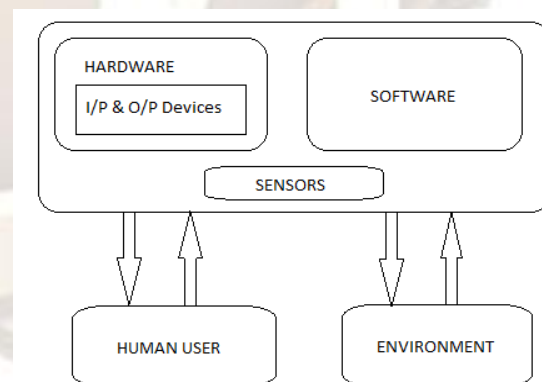 HARDWARE
I/P & O/P Devices
SOFTWARE
SENSORS
HUMAN USER
ENVIRONMENT